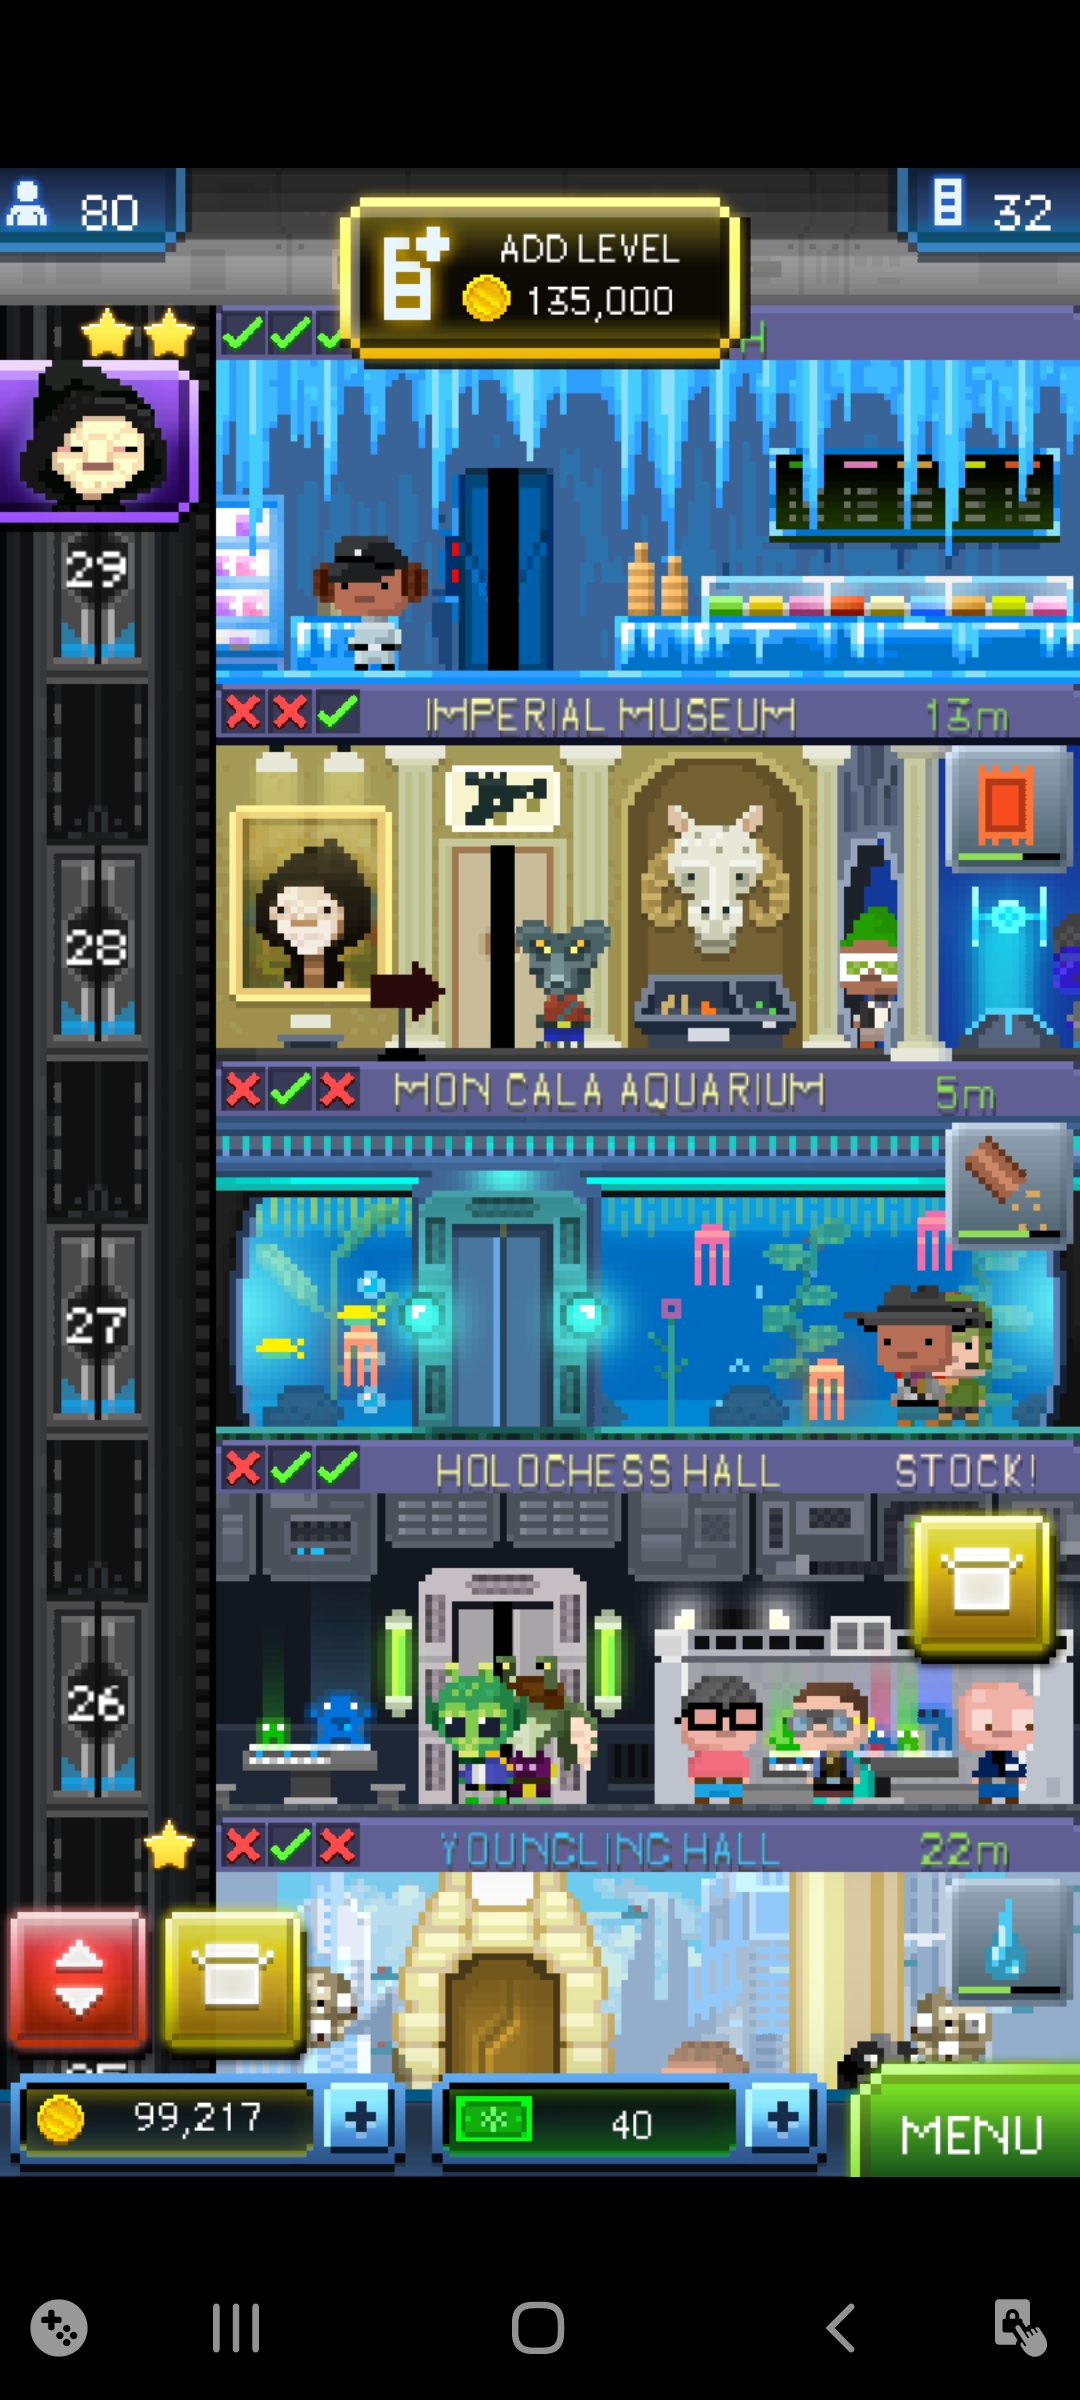 80
32
ADD LEVEL
135,000
29
IMPERIAL MUSEUM 13m
28
MON CALA AQUARIUM 5m
27
HOLOCHESS HALL STOCK!
26
YOUNGLING HALL 22m
99,217
40
MENU